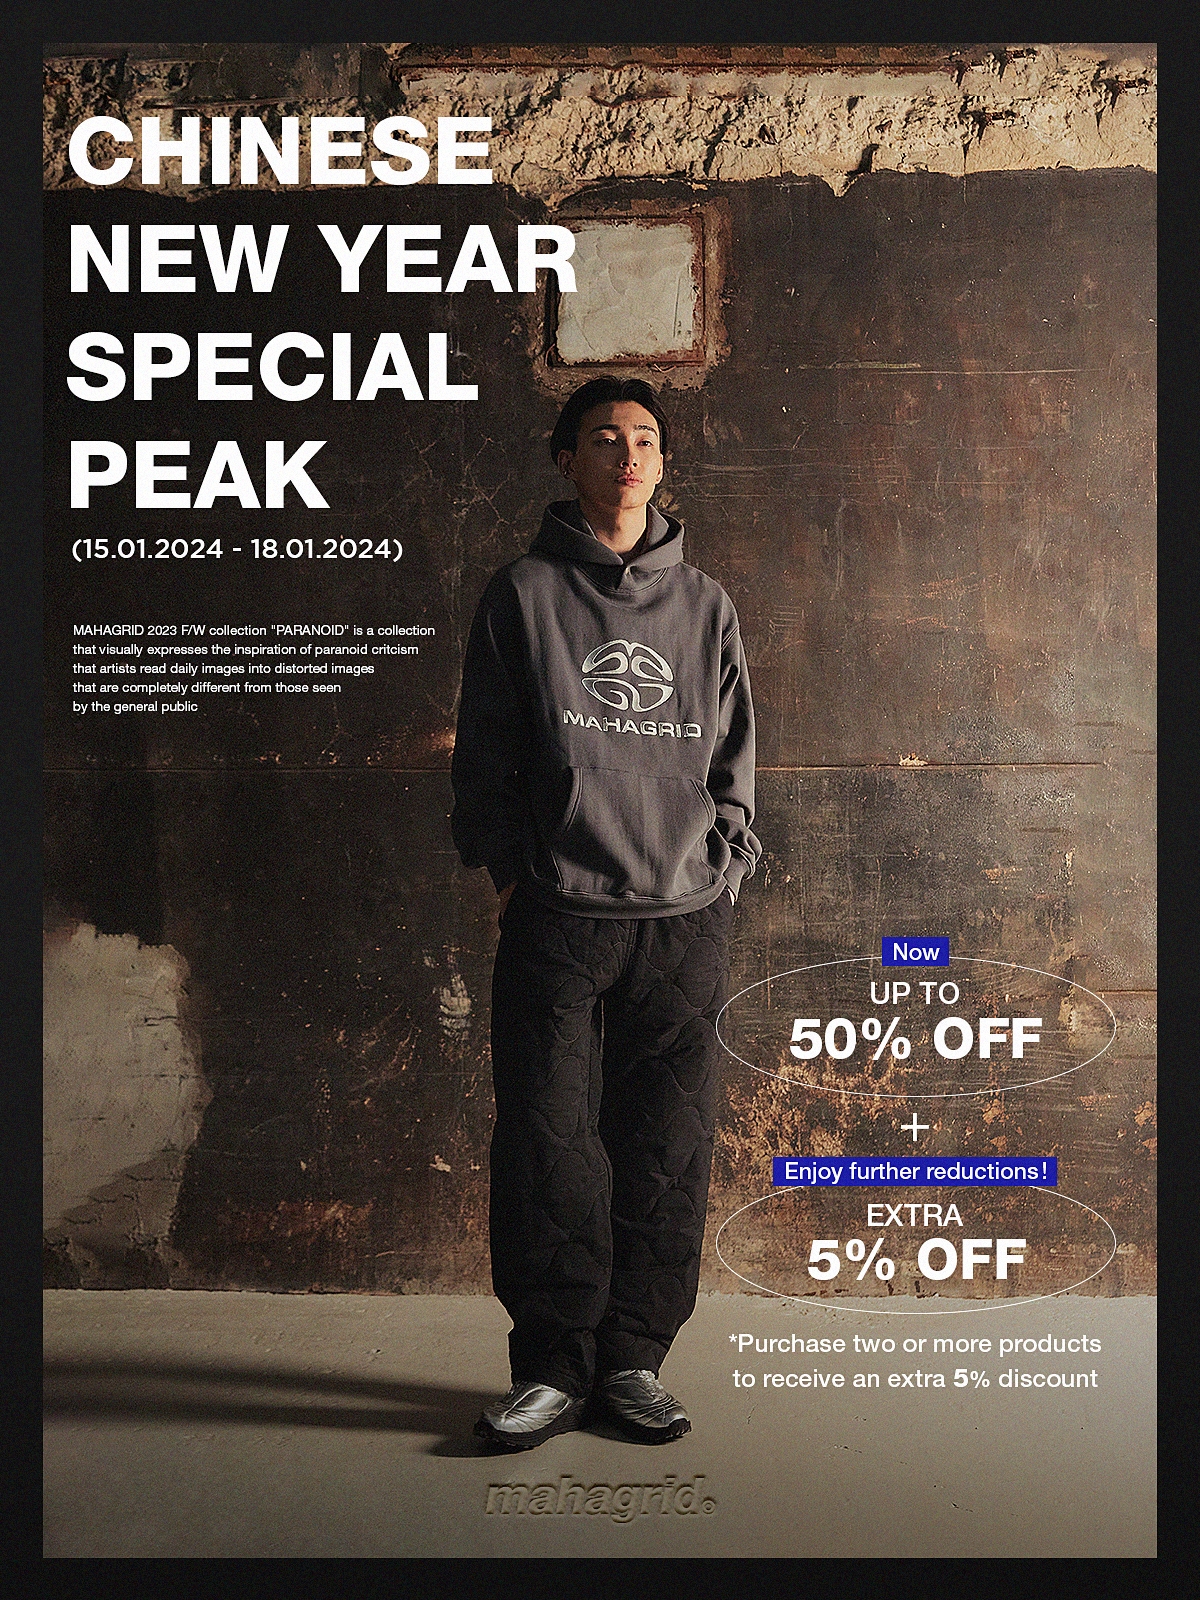 CHINESE
NEW YEAR
SPECIAL
PEAK
(15.01.2024 - 18.01.2024)
MAHAGRID 2023 F/W collection "PARANOID" is a collection
that visually expresses the inspiration of paranoid critcism
that artists read daily images into distorted images
that are completely different from those seen
by the general public
MAHAGRID
Now
UP TO
50% OFF
+
Enjoy further reductions!
EXTRA
5% OFF
*Purchase two or more products
to receive an extra 5% discount
mahagrid.